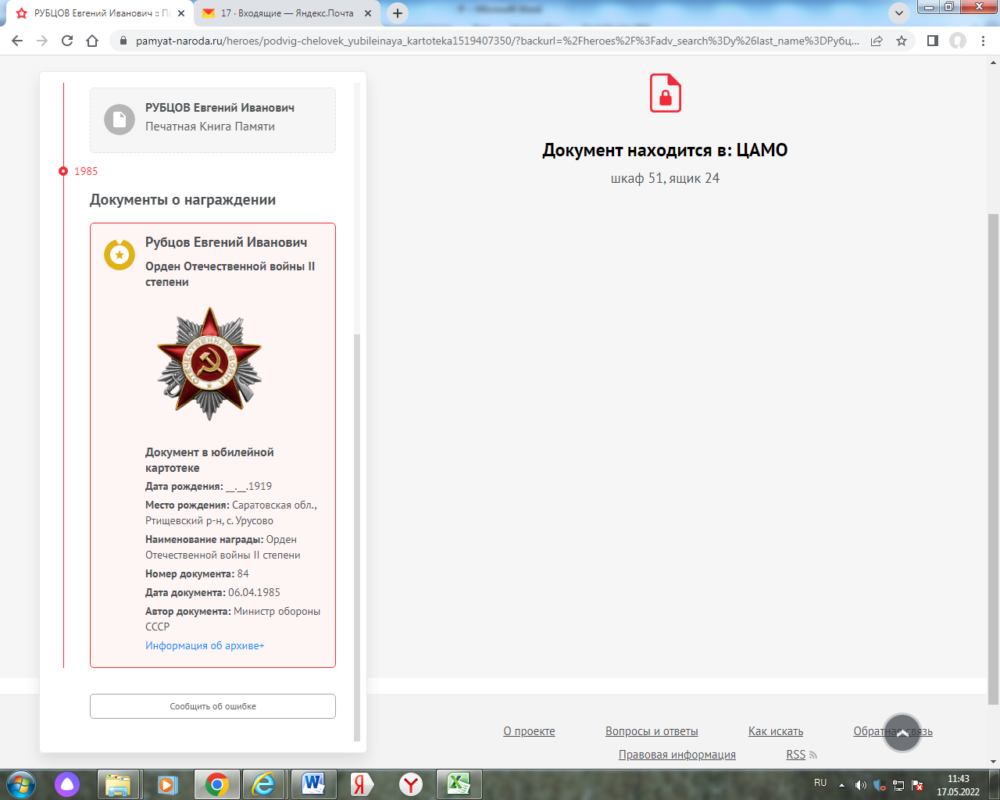 РУБЦОВ Евгений Иванович :: Па
17 · Входящие — Яндекс.Почта
pamyat-naroda.ru/heroes/podvig-chelovek_yubileinaya_kartoteka1519407350/?backurl=%2Fheroes%2F%3Fadv_search%3Dy%26last_name%3DРубц...
РУБЦОВ Евгений Иванович
Печатная Книга Памяти
1985
Документы о награждении
Рубцов Евгений Иванович
Орден Отечественной войны II
степени
ОТЕЧЕСТВЕННАЯ ВОЙНА
Документ в юбилейной
картотеке
Дата рождения: __.__.1919
Место рождения: Саратовская обл.,
Ртищевский р-н, с. Урусово
Наименование награды: Орден
Отечественной войны II степени
Номер документа: 84
Дата документа: 06.04.1985
Автор документа: Министр обороны
СССР
Информация об архиве+
Сообщить об ошибке
Документ находится в: ЦАМО
шкаф 51, ящик 24
О проекте
Вопросы и ответы
Как искать
Обратная связь
Правовая информация
RSS
RU
11:43
17.05.2022